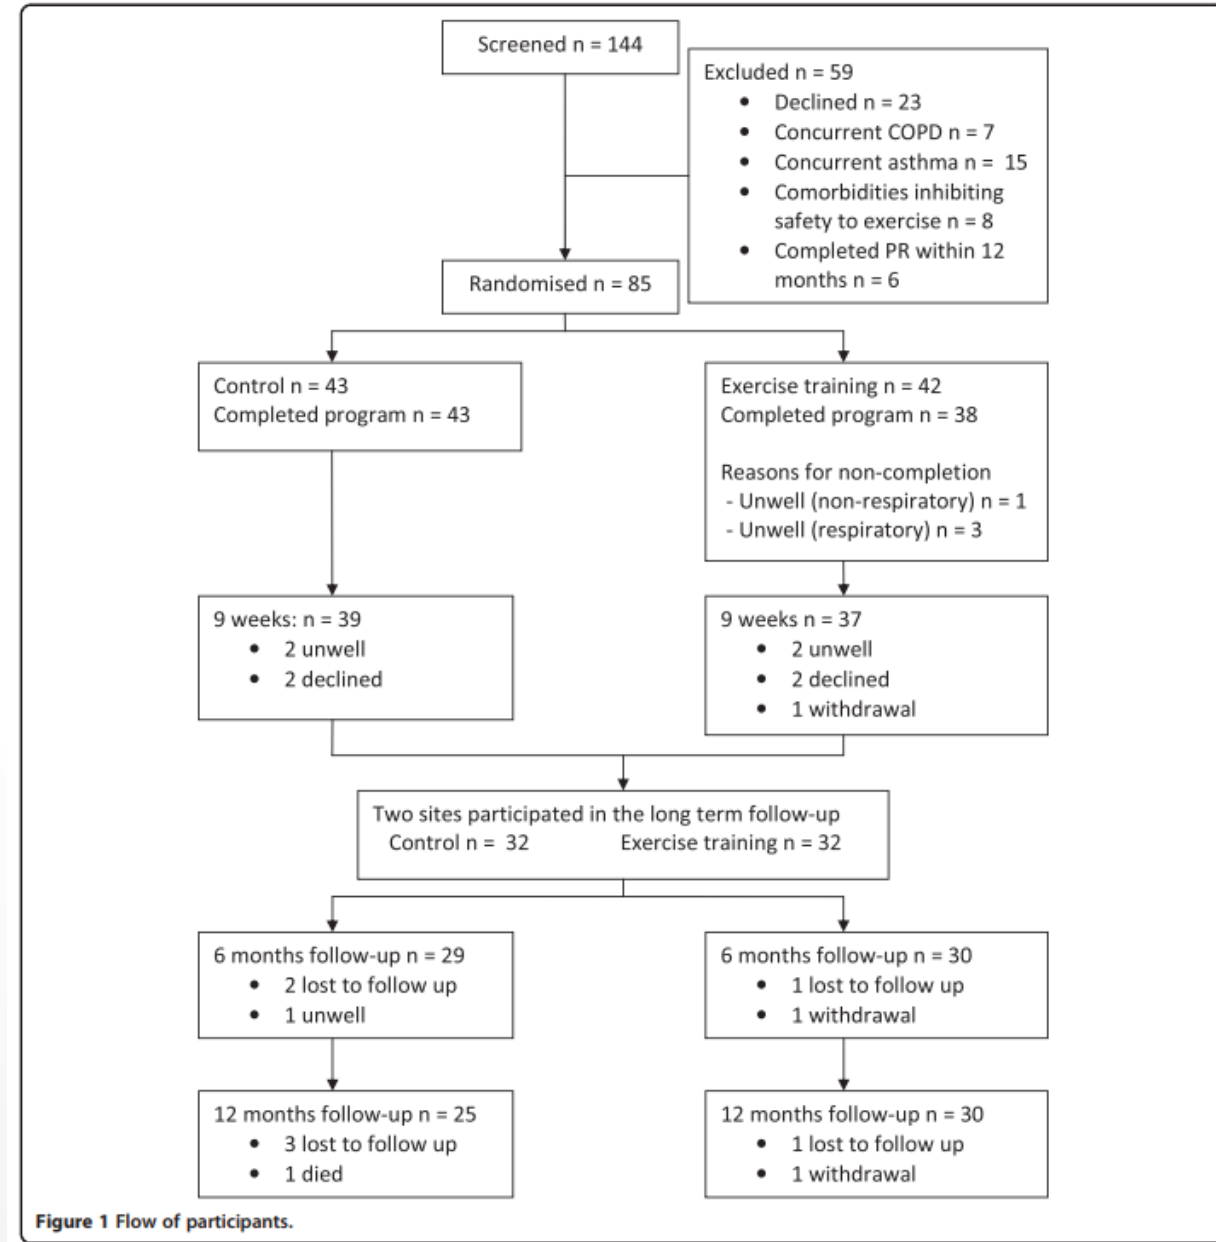 Screened n = 144
Excluded n = 59
• Declined n = 23
• Concurrent COPD n = 7
• Concurrent asthma n = 15
• Comorbidities inhibiting
safety to exercise n = 8
• Completed PR within 12
months n = 6
Randomised n = 85
Control n = 43
Completed program n = 43
Exercise training n = 42
Completed program n = 38
Reasons for non-completion
- Unwell (non-respiratory) n = 1
- Unwell (respiratory) n = 3
9 weeks: n = 39
• 2 unwell
• 2 declined
9 weeks n = 37
• 2 unwell
• 2 declined
• 1 withdrawal
Two sites participated in the long term follow-up
Control n = 32 Exercise training n = 32
6 months follow-up n = 29
• 2 lost to follow up
• 1 unwell
6 months follow-up n = 30
• 1 lost to follow up
• 1 withdrawal
12 months follow-up n = 25
• 3 lost to follow up
• 1 died
12 months follow-up n = 30
• 1 lost to follow up
• 1 withdrawal
Figure 1 Flow of participants.